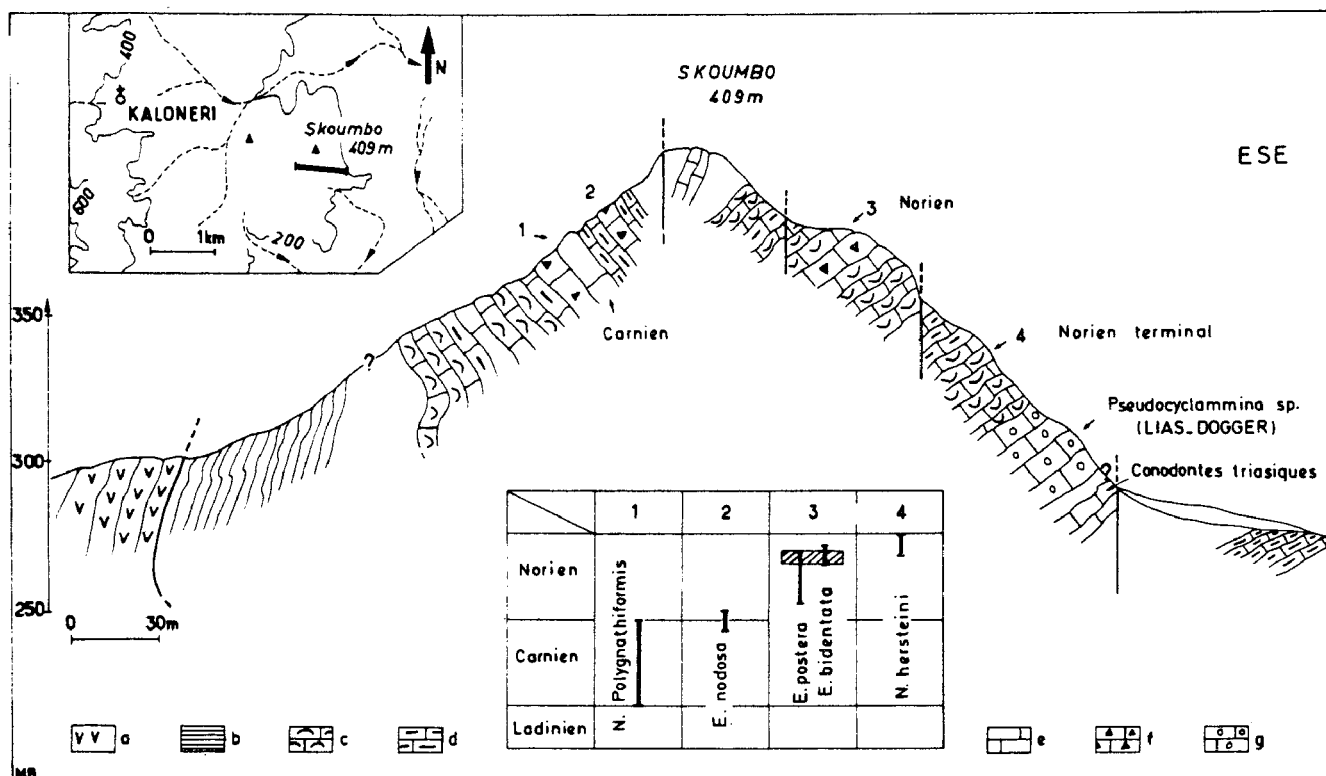 400
N
KALONERI
Skoumbo
409m
600
0 1km
200
SKOUMBO
409m
ESE
1
2
3 Norien
Carnien
4 Norien terminal
Pseudocyclammina sp.
(LIAS_DOGGER)
?
?
Conodontes triasiques
350
300
250
0 30m
v v v v v v v v v v v v v
1 2 3 4
Norien
Carnien
Ladinien
N. Polygnathiformis
E. nodosa
E. postera
E. bidentata
N. hersteini
v v a
b
c
d
e
f
g
MB